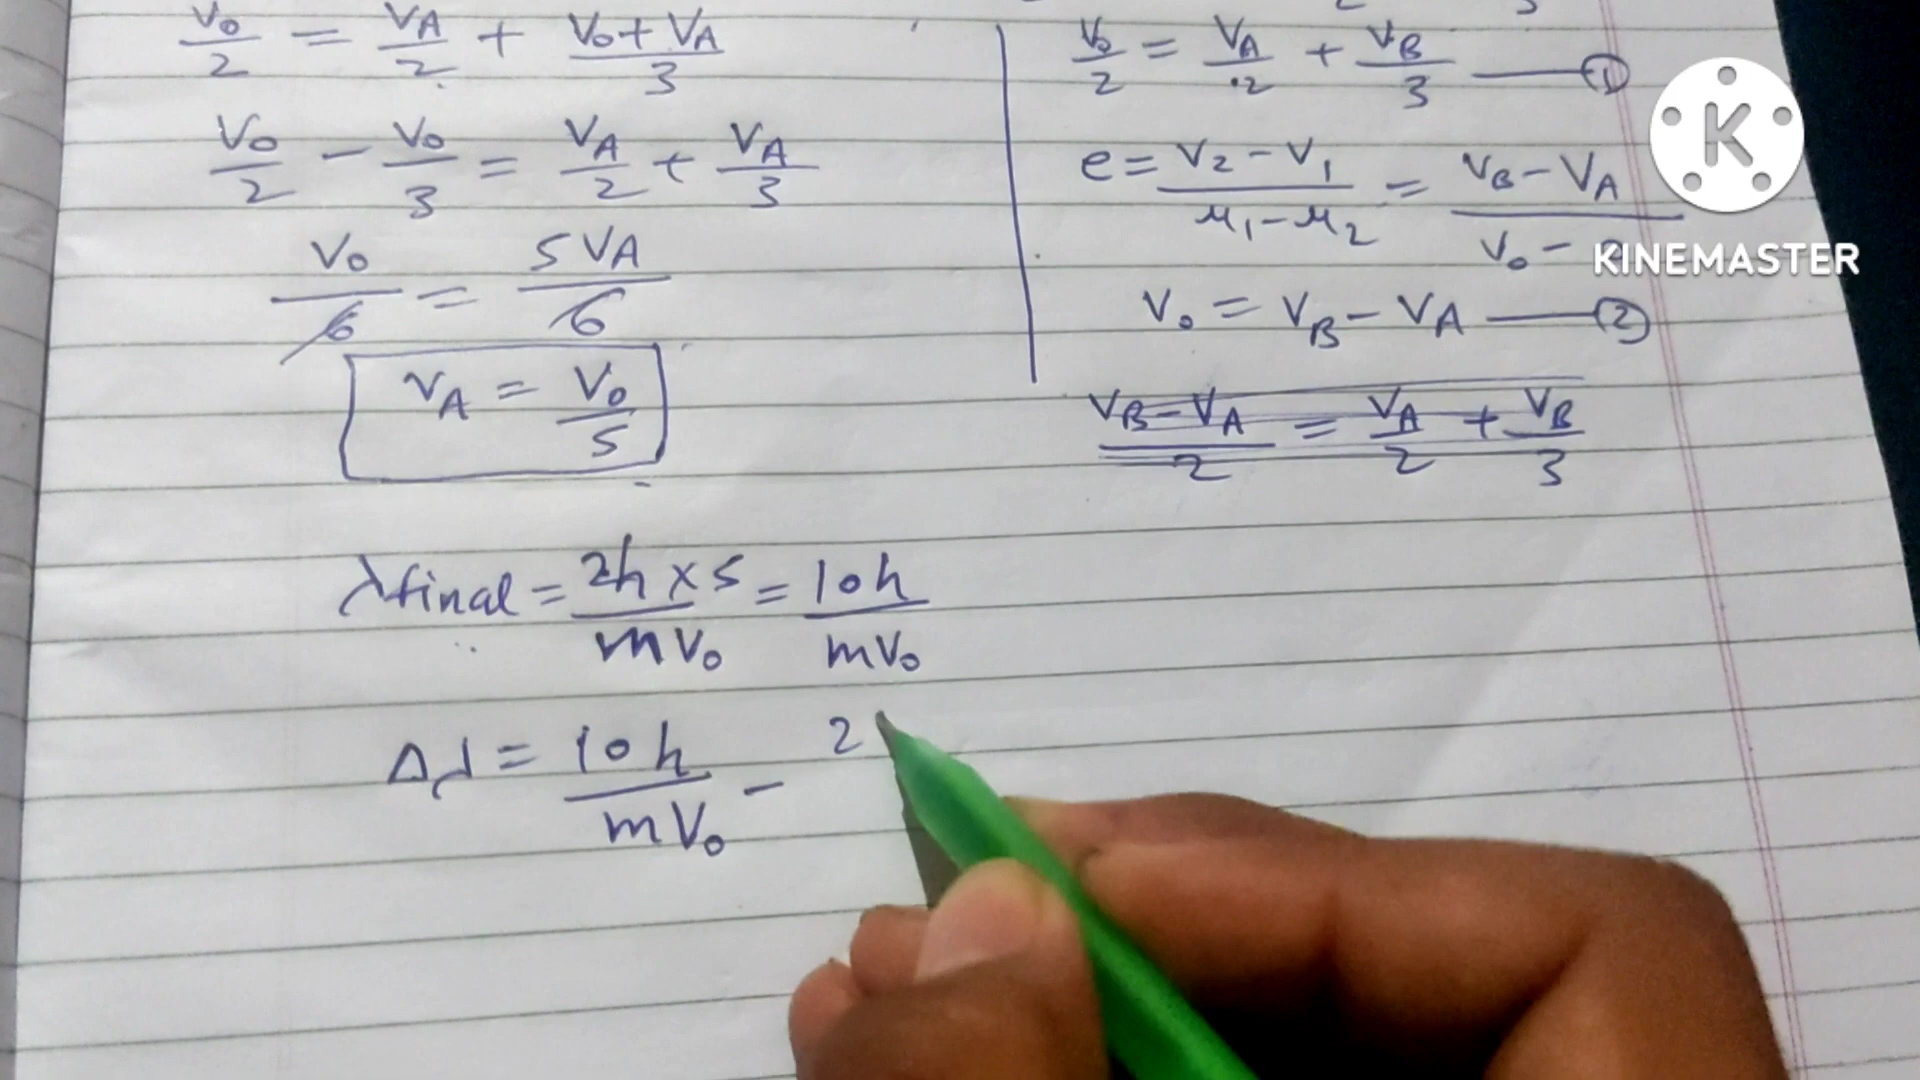 V₀/2 = V_A/2 + (V₀ + V_A)/3
V₀/2 − V₀/3 = V_A/2 + V_A/3
V₀/6 = 5V_A/6
V_A = V₀/5
V₀/2 = V_A/2 + V_B/3 —— ①
e = (V₂ − V₁)/(u₁ − u₂) = (V_B − V_A)/(V₀ −
V₀ = V_B − V_A —— ②
(V_B − V_A)/2 = V_A/2 + V_B/3
λfinal = (2h × 5)/(mV₀) = 10h/(mV₀)
Δλ = 10h/(mV₀) − 2
K
KINEMASTER